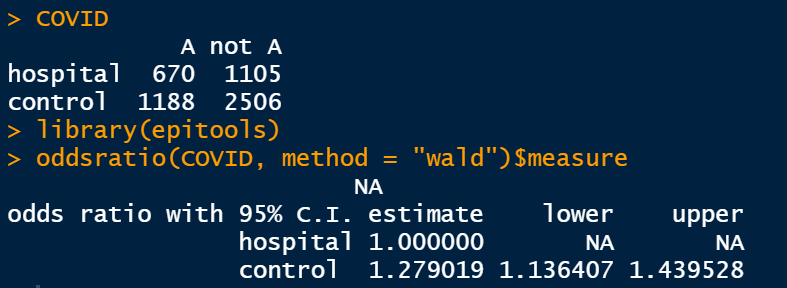 > COVID
A not A
hospital 670 1105
control 1188 2506
> library(epitools)
> oddsratio(COVID, method = "wald")$measure
NA
odds ratio with 95% C.I. estimate lower upper
hospital 1.000000 NA NA
control 1.279019 1.136407 1.439528